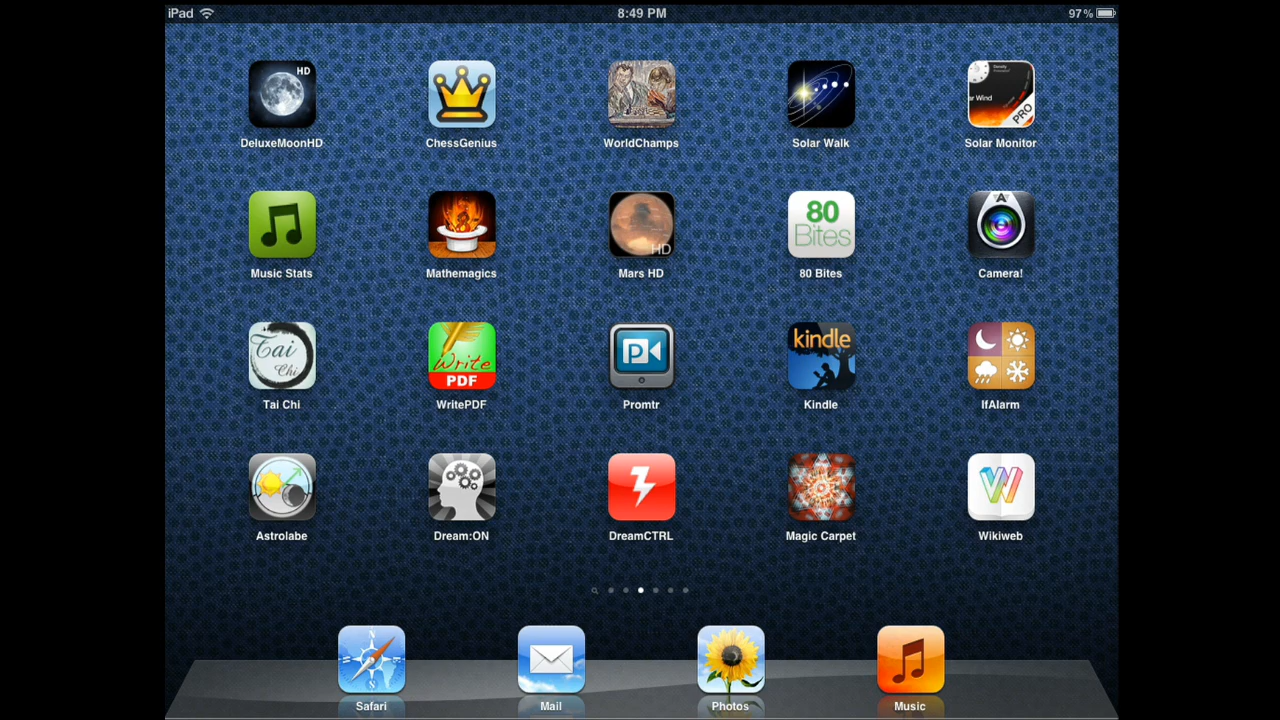 iPad 8:49 PM 97%
HD
DeluxeMoonHD ChessGenius WorldChamps Solar Walk Solar Monitor
r Wind
PRO
80
Bites
HD
A
Music Stats Mathemagics Mars HD 80 Bites Camera!
Tai
Chi
Write
PDF
P
kindle
Tai Chi WritePDF Promtr Kindle IfAlarm
W
Astrolabe Dream:ON DreamCTRL Magic Carpet Wikiweb
N
Safari Mail Photos Music